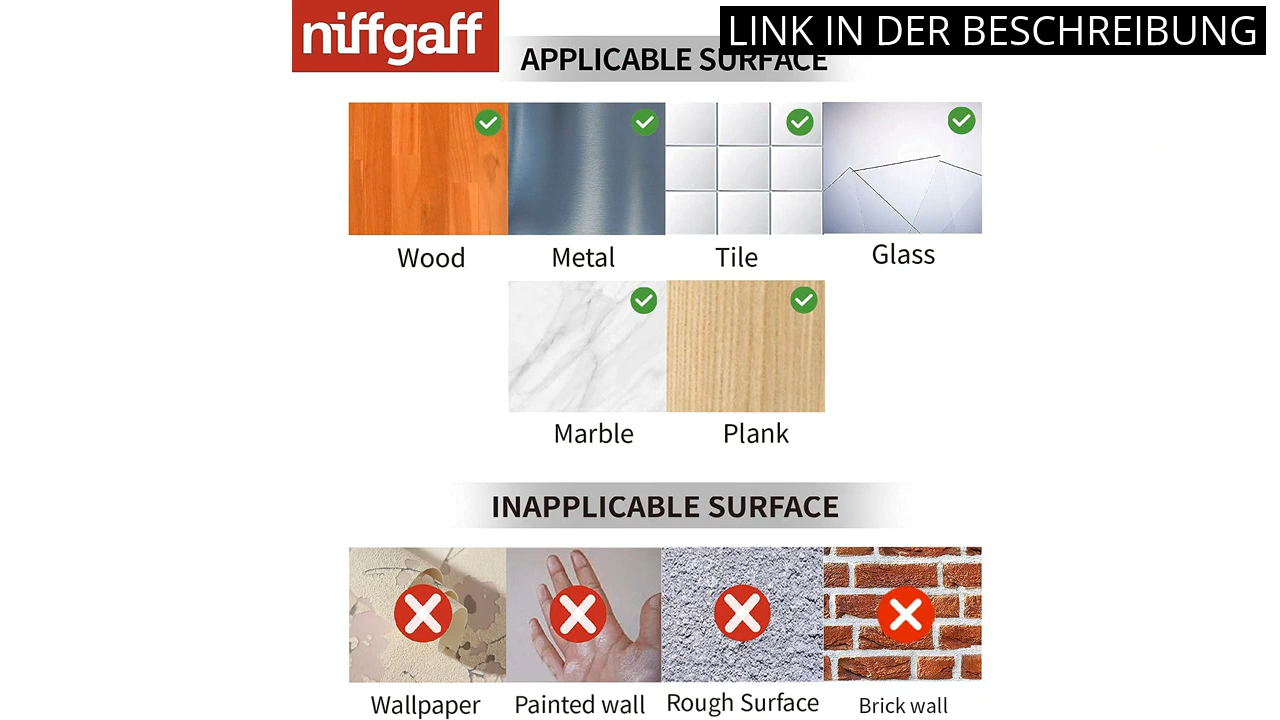 niffgaff
LINK IN DER BESCHREIBUNG
APPLICABLE SURFACE
Wood Metal Tile Glass
Marble Plank
INAPPLICABLE SURFACE
Wallpaper Painted wall Rough Surface Brick wall